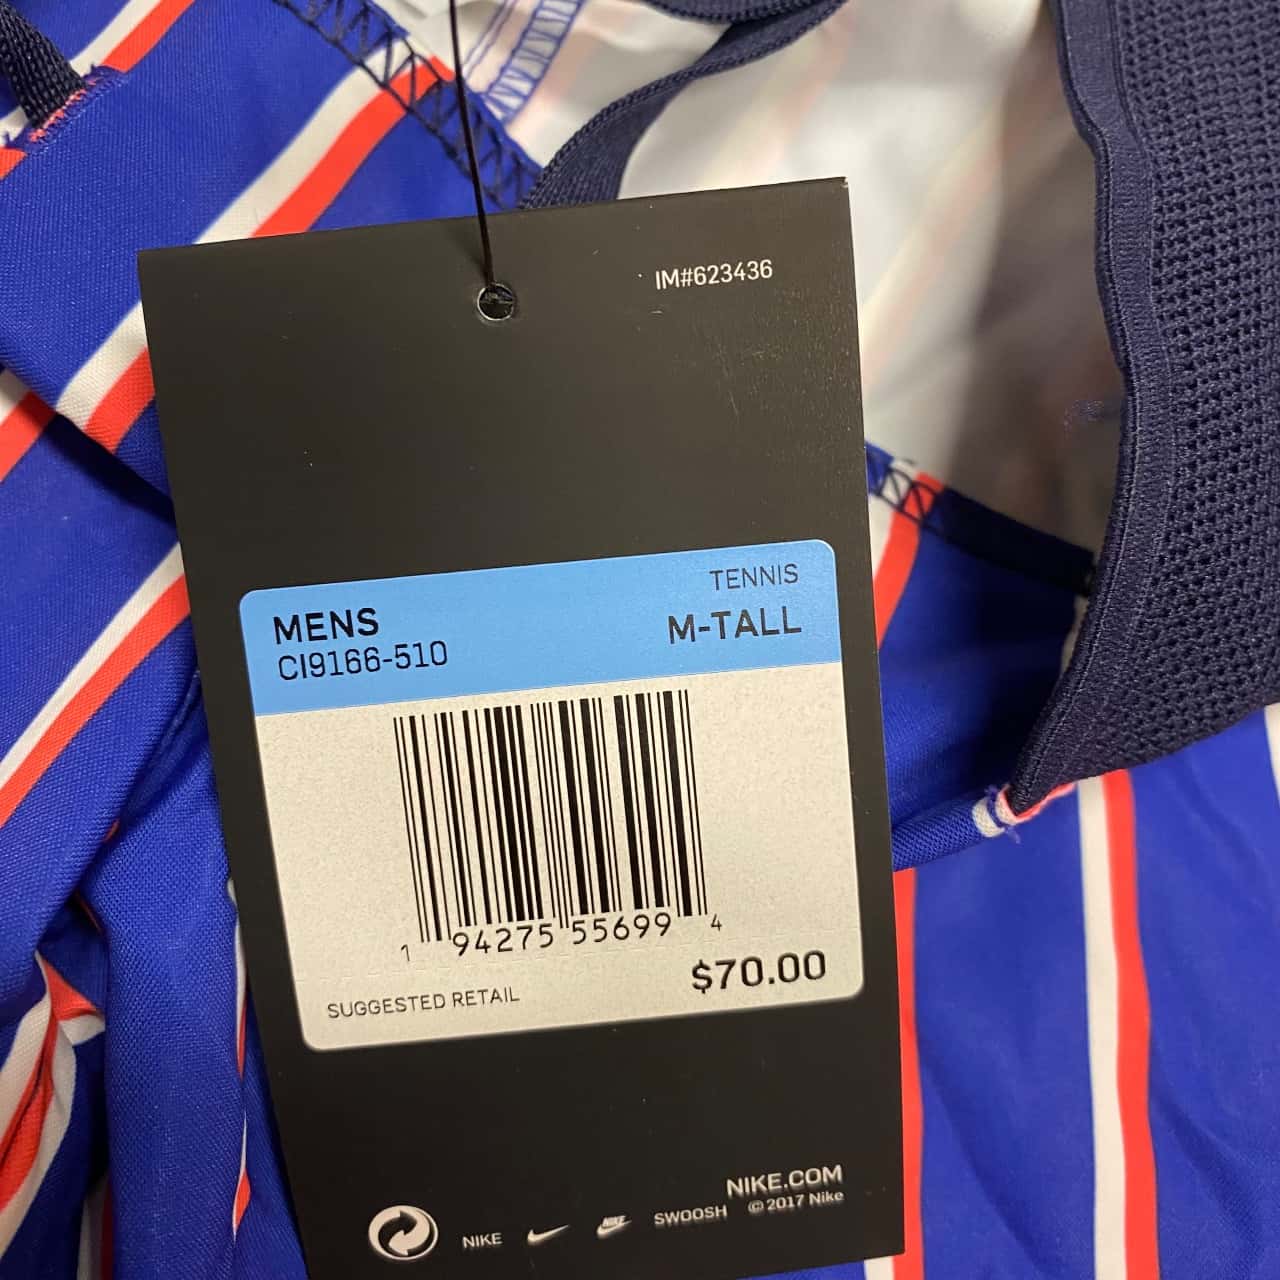 IM#623436
TENNIS
MENS
M-TALL
CI9166-510
1 94275 55699 4
$70.00
SUGGESTED RETAIL
NIKE.COM
NIKE NIKE SWOOSH © 2017 Nike